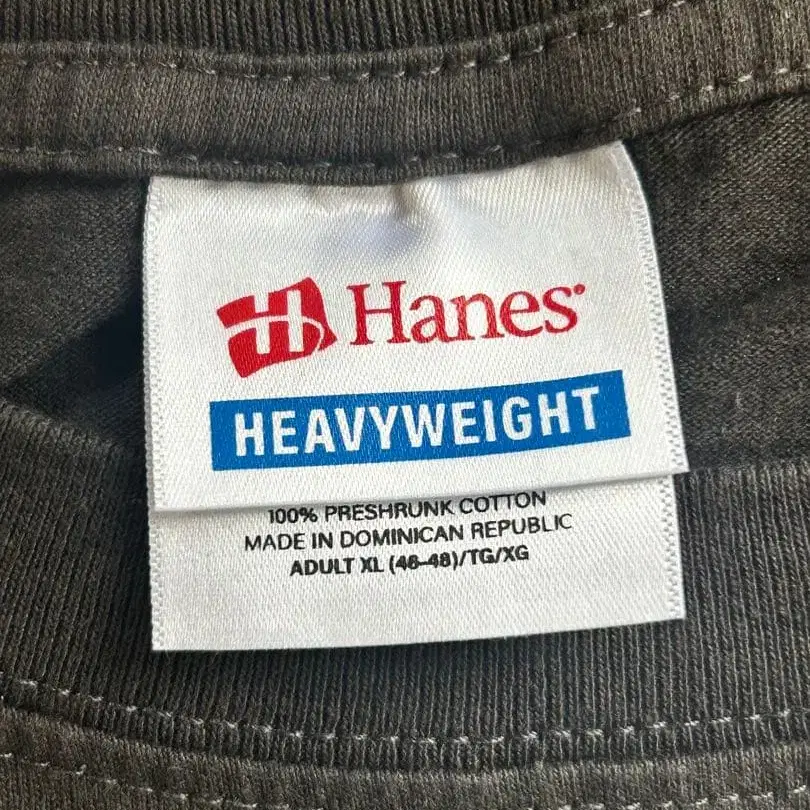 Hanes®
HEAVYWEIGHT
100% PRESHRUNK COTTON
MADE IN DOMINICAN REPUBLIC
ADULT XL (46-48)/TG/XG